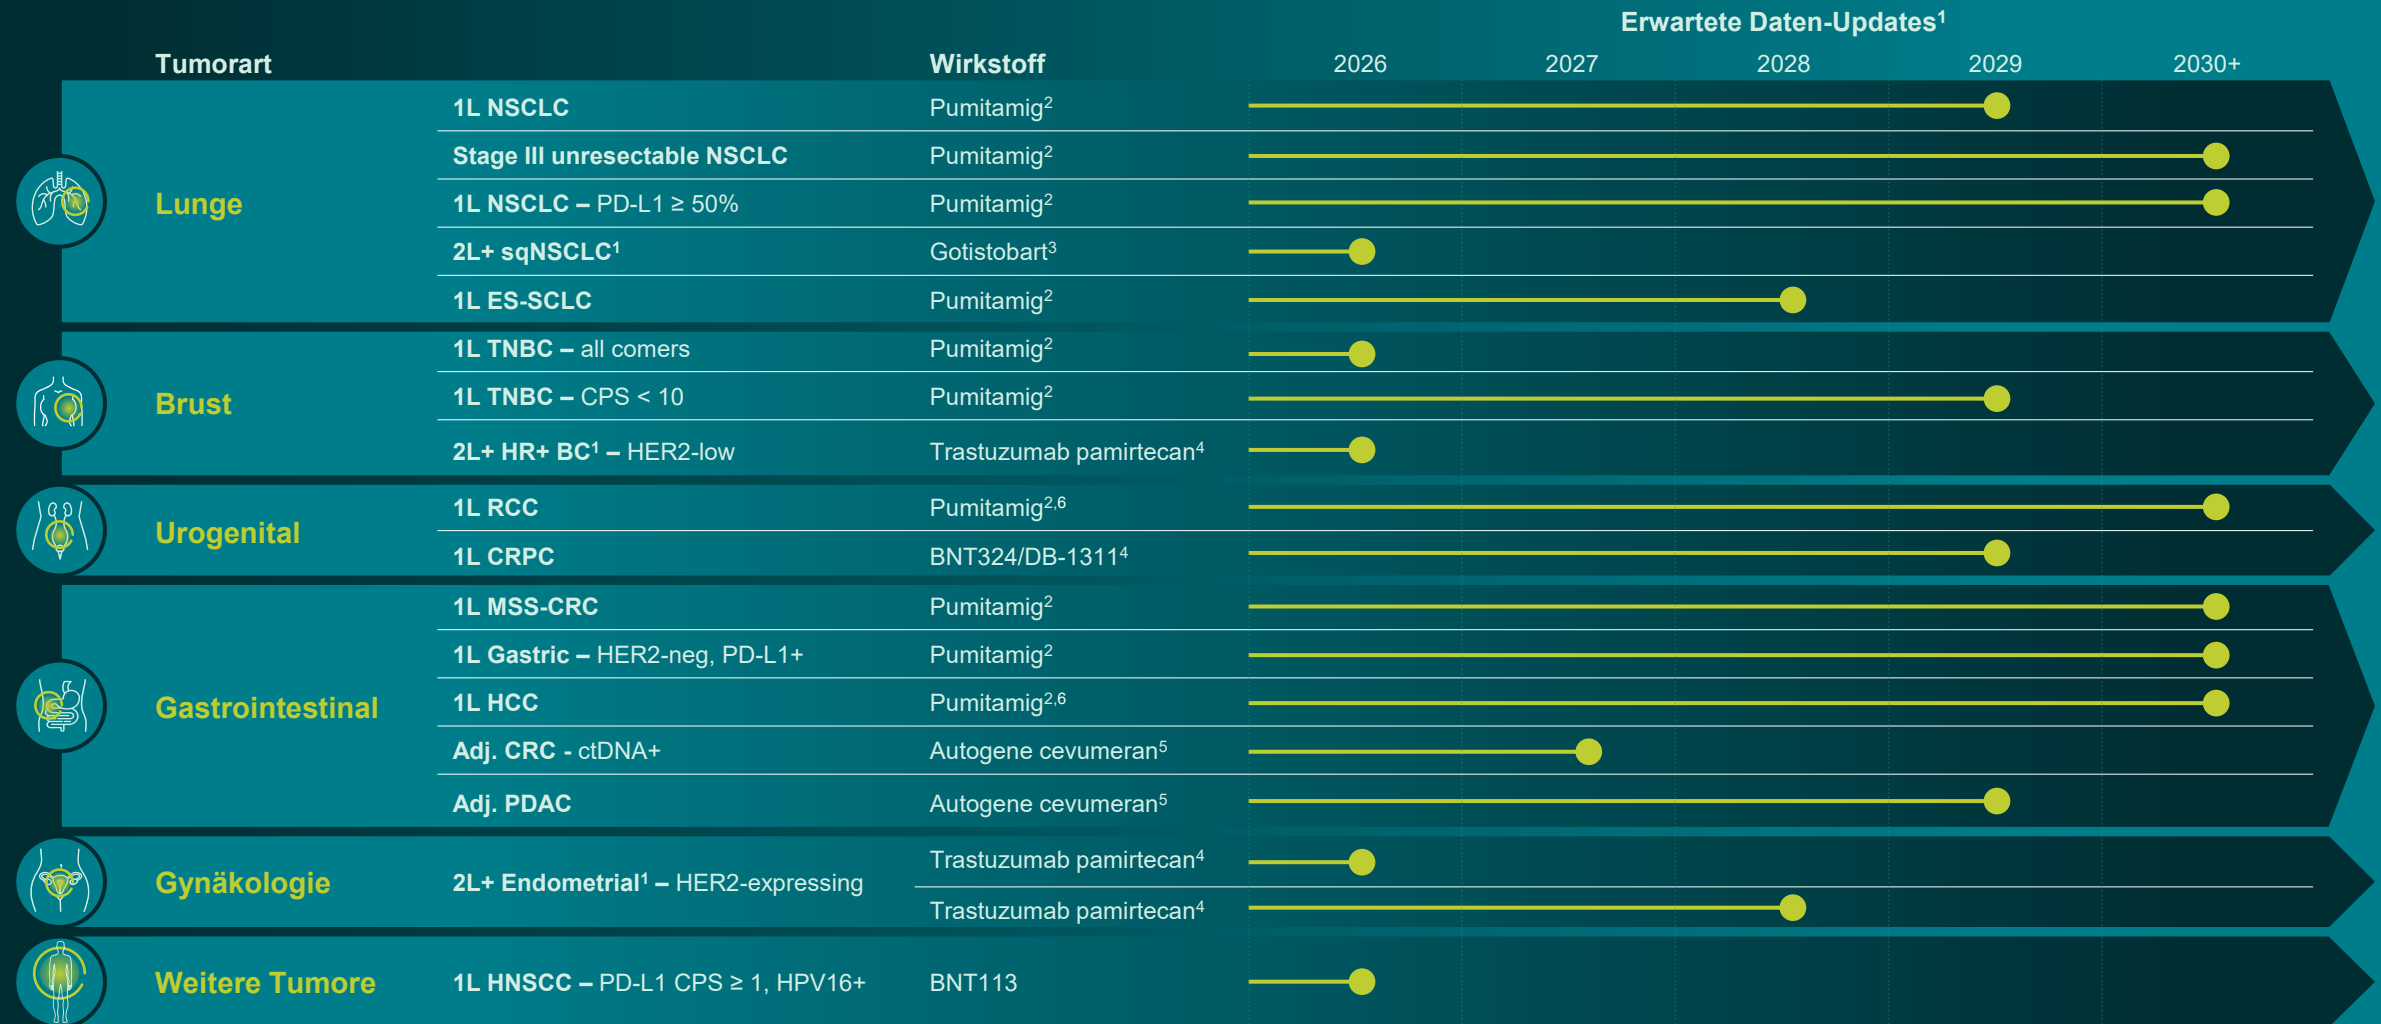 Erwartete Daten-Updates¹
Tumorart Wirkstoff 2026 2027 2028 2029 2030+
Lunge
1L NSCLC Pumitamig²
Stage III unresectable NSCLC Pumitamig²
1L NSCLC – PD-L1 ≥ 50% Pumitamig²
2L+ sqNSCLC¹ Gotistobart³
1L ES-SCLC Pumitamig²
Brust
1L TNBC – all comers Pumitamig²
1L TNBC – CPS < 10 Pumitamig²
2L+ HR+ BC¹ – HER2-low Trastuzumab pamirtecan⁴
Urogenital
1L RCC Pumitamig²,⁶
1L CRPC BNT324/DB-1311⁴
Gastrointestinal
1L MSS-CRC Pumitamig²
1L Gastric – HER2-neg, PD-L1+ Pumitamig²
1L HCC Pumitamig²,⁶
Adj. CRC - ctDNA+ Autogene cevumeran⁵
Adj. PDAC Autogene cevumeran⁵
Gynäkologie
2L+ Endometrial¹ – HER2-expressing Trastuzumab pamirtecan⁴
Trastuzumab pamirtecan⁴
Weitere Tumore
1L HNSCC – PD-L1 CPS ≥ 1, HPV16+ BNT113